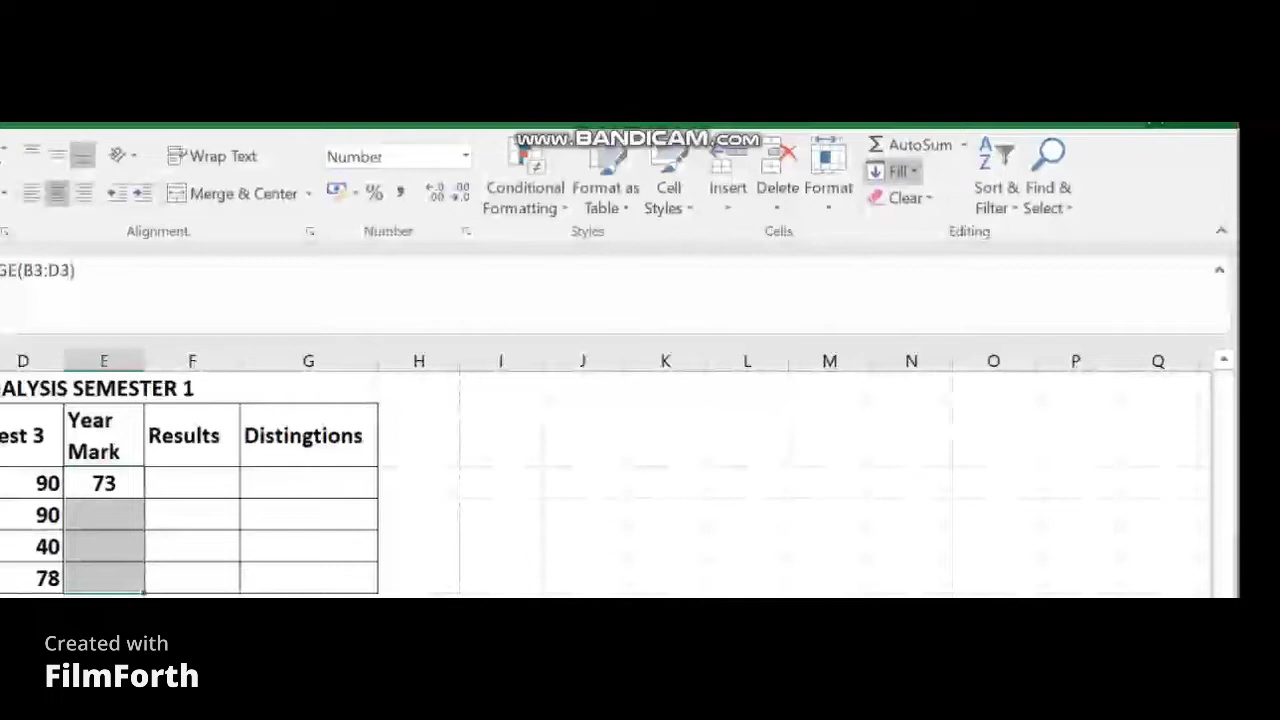 www.BANDICAM.com
Wrap Text
Number
AutoSum
Fill
Merge & Center
%
Conditional Formatting
Format as Table
Cell Styles
Insert
Delete
Format
Clear
Sort & Filter
Find & Select
Alignment
Number
Styles
Cells
Editing
GE(B3:D3)
D E F G H I J K L M N O P Q
ALYSIS SEMESTER 1
est 3 Year Mark Results Distingtions
90 73
90
40
78
Created with
FilmForth